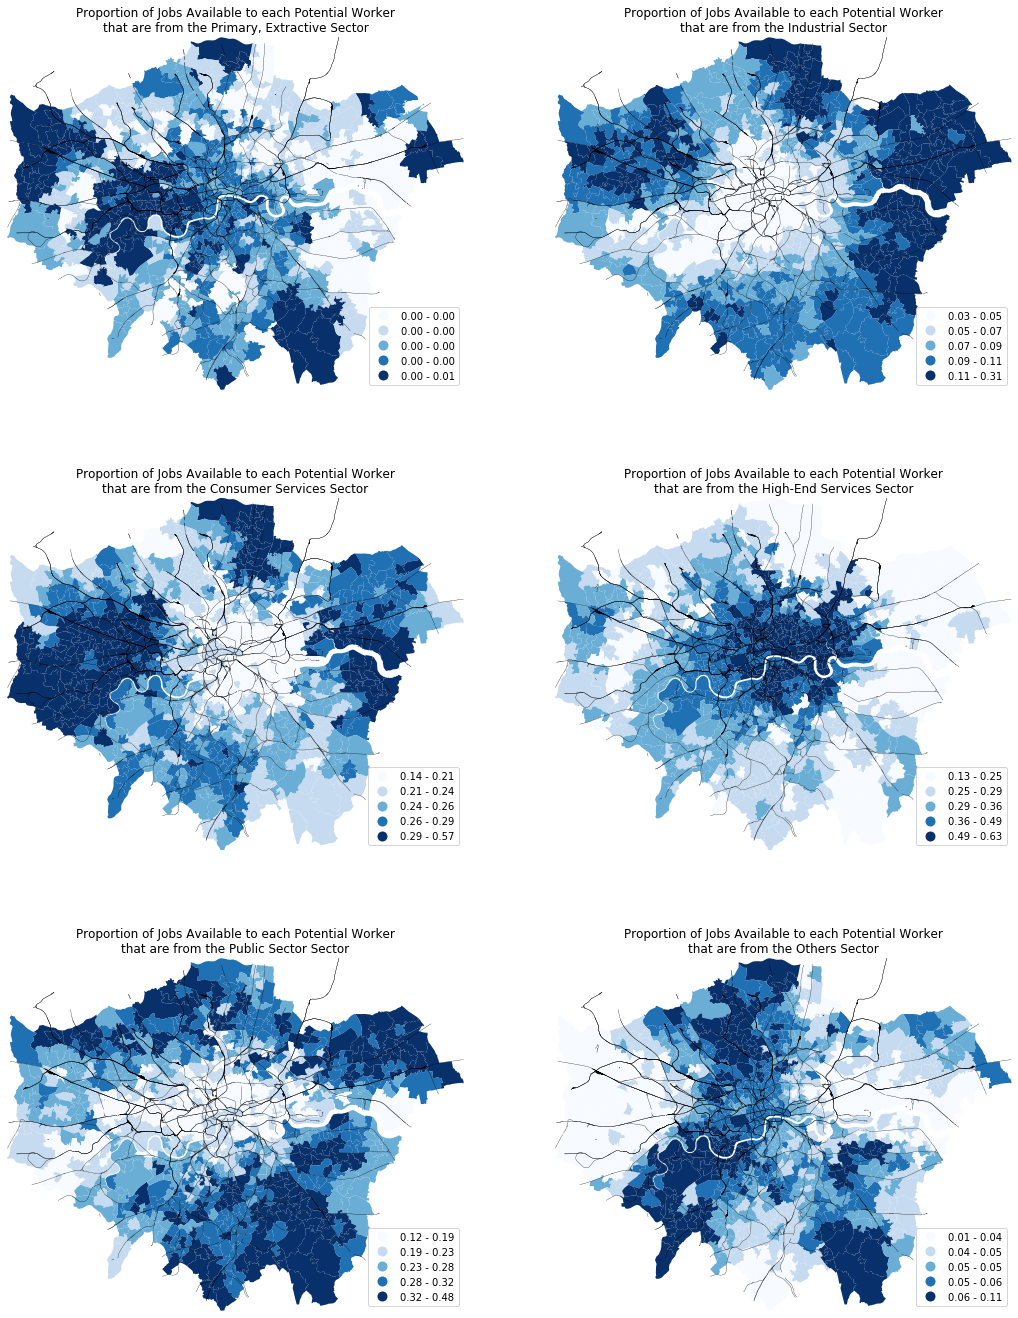 Proportion of Jobs Available to each Potential Worker
that are from the Primary, Extractive Sector
0.00 - 0.00
0.00 - 0.00
0.00 - 0.00
0.00 - 0.00
0.00 - 0.01
Proportion of Jobs Available to each Potential Worker
that are from the Industrial Sector
0.03 - 0.05
0.05 - 0.07
0.07 - 0.09
0.09 - 0.11
0.11 - 0.31
Proportion of Jobs Available to each Potential Worker
that are from the Consumer Services Sector
0.14 - 0.21
0.21 - 0.24
0.24 - 0.26
0.26 - 0.29
0.29 - 0.57
Proportion of Jobs Available to each Potential Worker
that are from the High-End Services Sector
0.13 - 0.25
0.25 - 0.29
0.29 - 0.36
0.36 - 0.49
0.49 - 0.63
Proportion of Jobs Available to each Potential Worker
that are from the Public Sector Sector
0.12 - 0.19
0.19 - 0.23
0.23 - 0.28
0.28 - 0.32
0.32 - 0.48
Proportion of Jobs Available to each Potential Worker
that are from the Others Sector
0.01 - 0.04
0.04 - 0.05
0.05 - 0.05
0.05 - 0.06
0.06 - 0.11